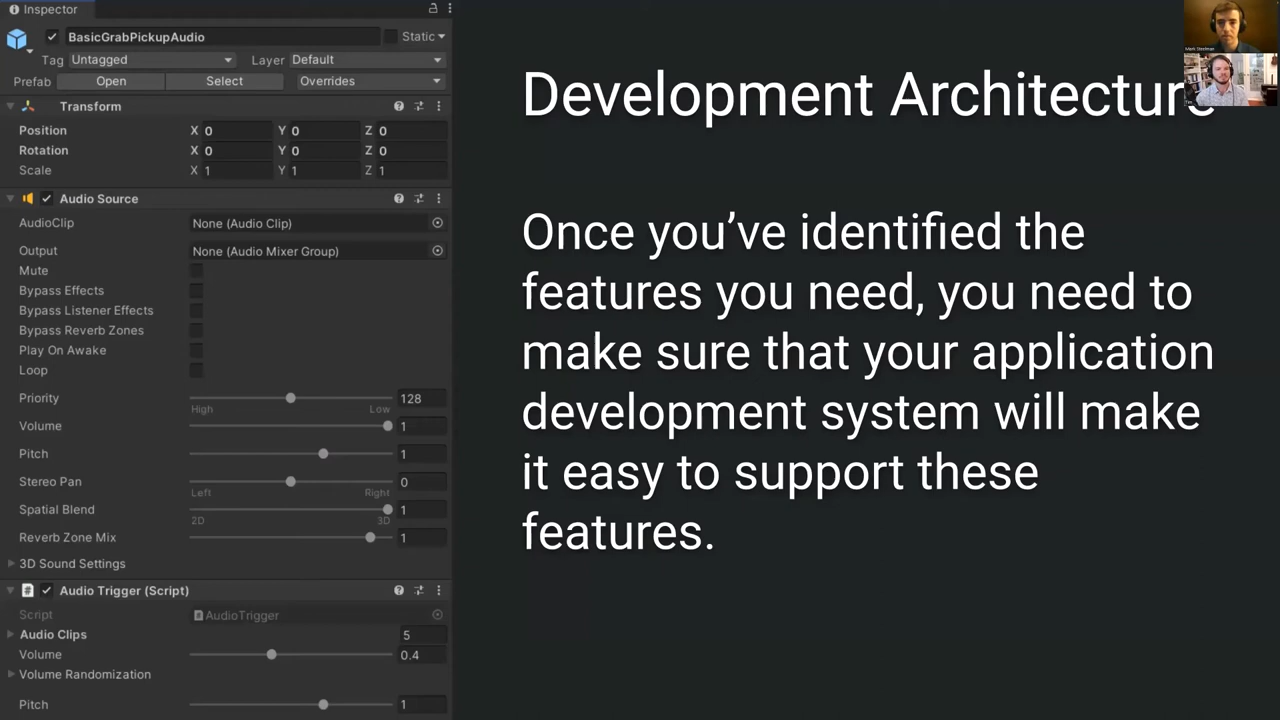 Inspector
BasicGrabPickupAudio
Static
Tag Untagged Layer Default
Prefab Open Select Overrides
Transform
Position X 0 Y 0 Z 0
Rotation X 0 Y 0 Z 0
Scale X 1 Y 1 Z 1
Audio Source
AudioClip None (Audio Clip)
Output None (Audio Mixer Group)
Mute
Bypass Effects
Bypass Listener Effects
Bypass Reverb Zones
Play On Awake
Loop
Priority 128
High Low
Volume 1
Pitch 1
Stereo Pan 0
Left Right
Spatial Blend 1
2D 3D
Reverb Zone Mix 1
3D Sound Settings
Audio Trigger (Script)
Script AudioTrigger
Audio Clips 5
Volume 0.4
Volume Randomization
Pitch 1
Development Architecture
Once you’ve identified the
features you need, you need to
make sure that your application
development system will make
it easy to support these
features.
Mark Steelman
Tim